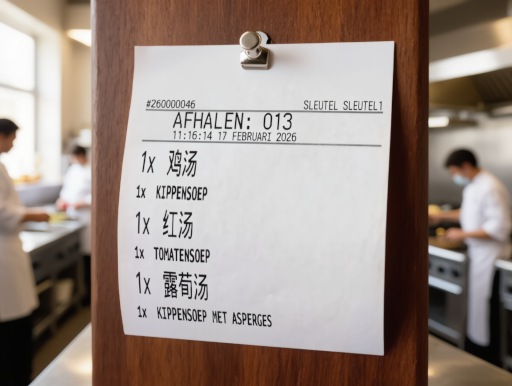 #260000046 SLEUTEL SLEUTEL1
AFHALEN: 013
11:16:14 17 FEBRUARI 2026
1x 鸡汤
1x KIPPENSOEP
1x 红汤
1x TOMATENSOEP
1x 露荀汤
1x KIPPENSOEP MET ASPERGES